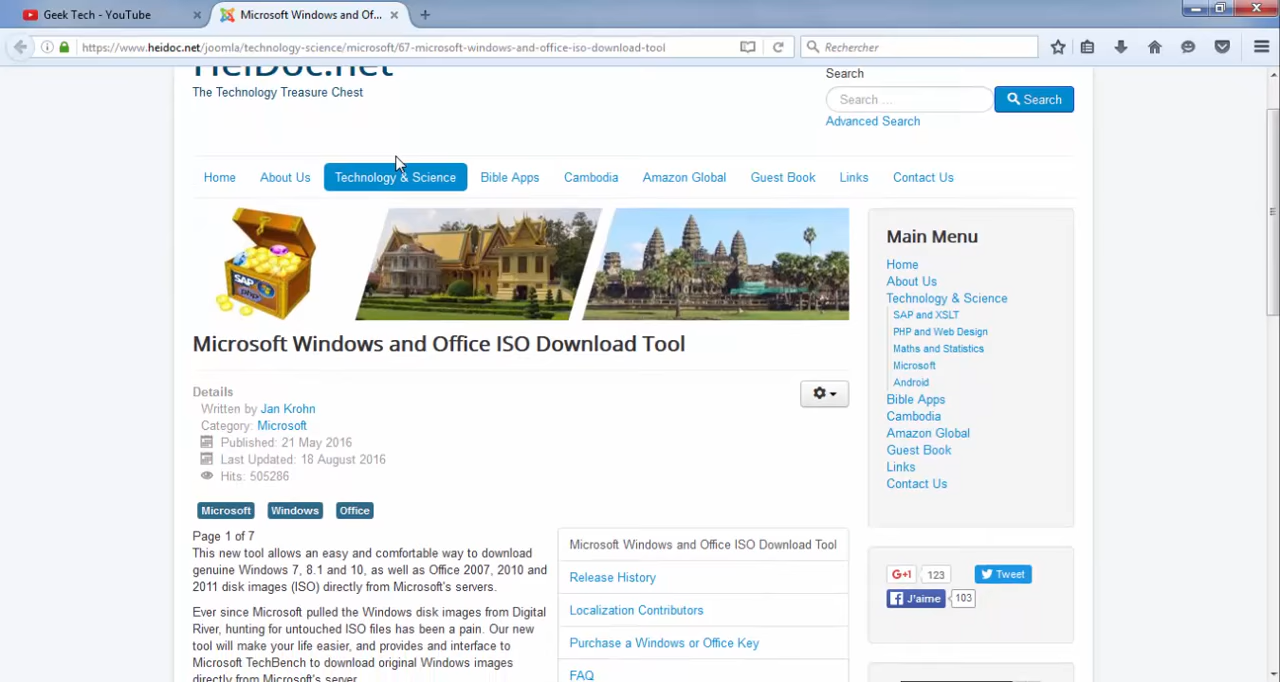 Geek Tech - YouTube
Microsoft Windows and Of...
https://www.heidoc.net/joomla/technology-science/microsoft/67-microsoft-windows-and-office-iso-download-tool
Rechercher
HeiDoc.net
The Technology Treasure Chest
Search
Search ...
Search
Advanced Search
Home
About Us
Technology & Science
Bible Apps
Cambodia
Amazon Global
Guest Book
Links
Contact Us
SAP
PHP
Microsoft Windows and Office ISO Download Tool
Details
Written by Jan Krohn
Category: Microsoft
Published: 21 May 2016
Last Updated: 18 August 2016
Hits: 505286
Microsoft
Windows
Office
Page 1 of 7
This new tool allows an easy and comfortable way to download
genuine Windows 7, 8.1 and 10, as well as Office 2007, 2010 and
2011 disk images (ISO) directly from Microsoft's servers.
Ever since Microsoft pulled the Windows disk images from Digital
River, hunting for untouched ISO files has been a pain. Our new
tool will make your life easier, and provides and interface to
Microsoft TechBench to download original Windows images
directly from Microsoft's server.
Microsoft Windows and Office ISO Download Tool
Release History
Localization Contributors
Purchase a Windows or Office Key
FAQ
Main Menu
Home
About Us
Technology & Science
SAP and XSLT
PHP and Web Design
Maths and Statistics
Microsoft
Android
Bible Apps
Cambodia
Amazon Global
Guest Book
Links
Contact Us
G+1
123
Tweet
J'aime
103